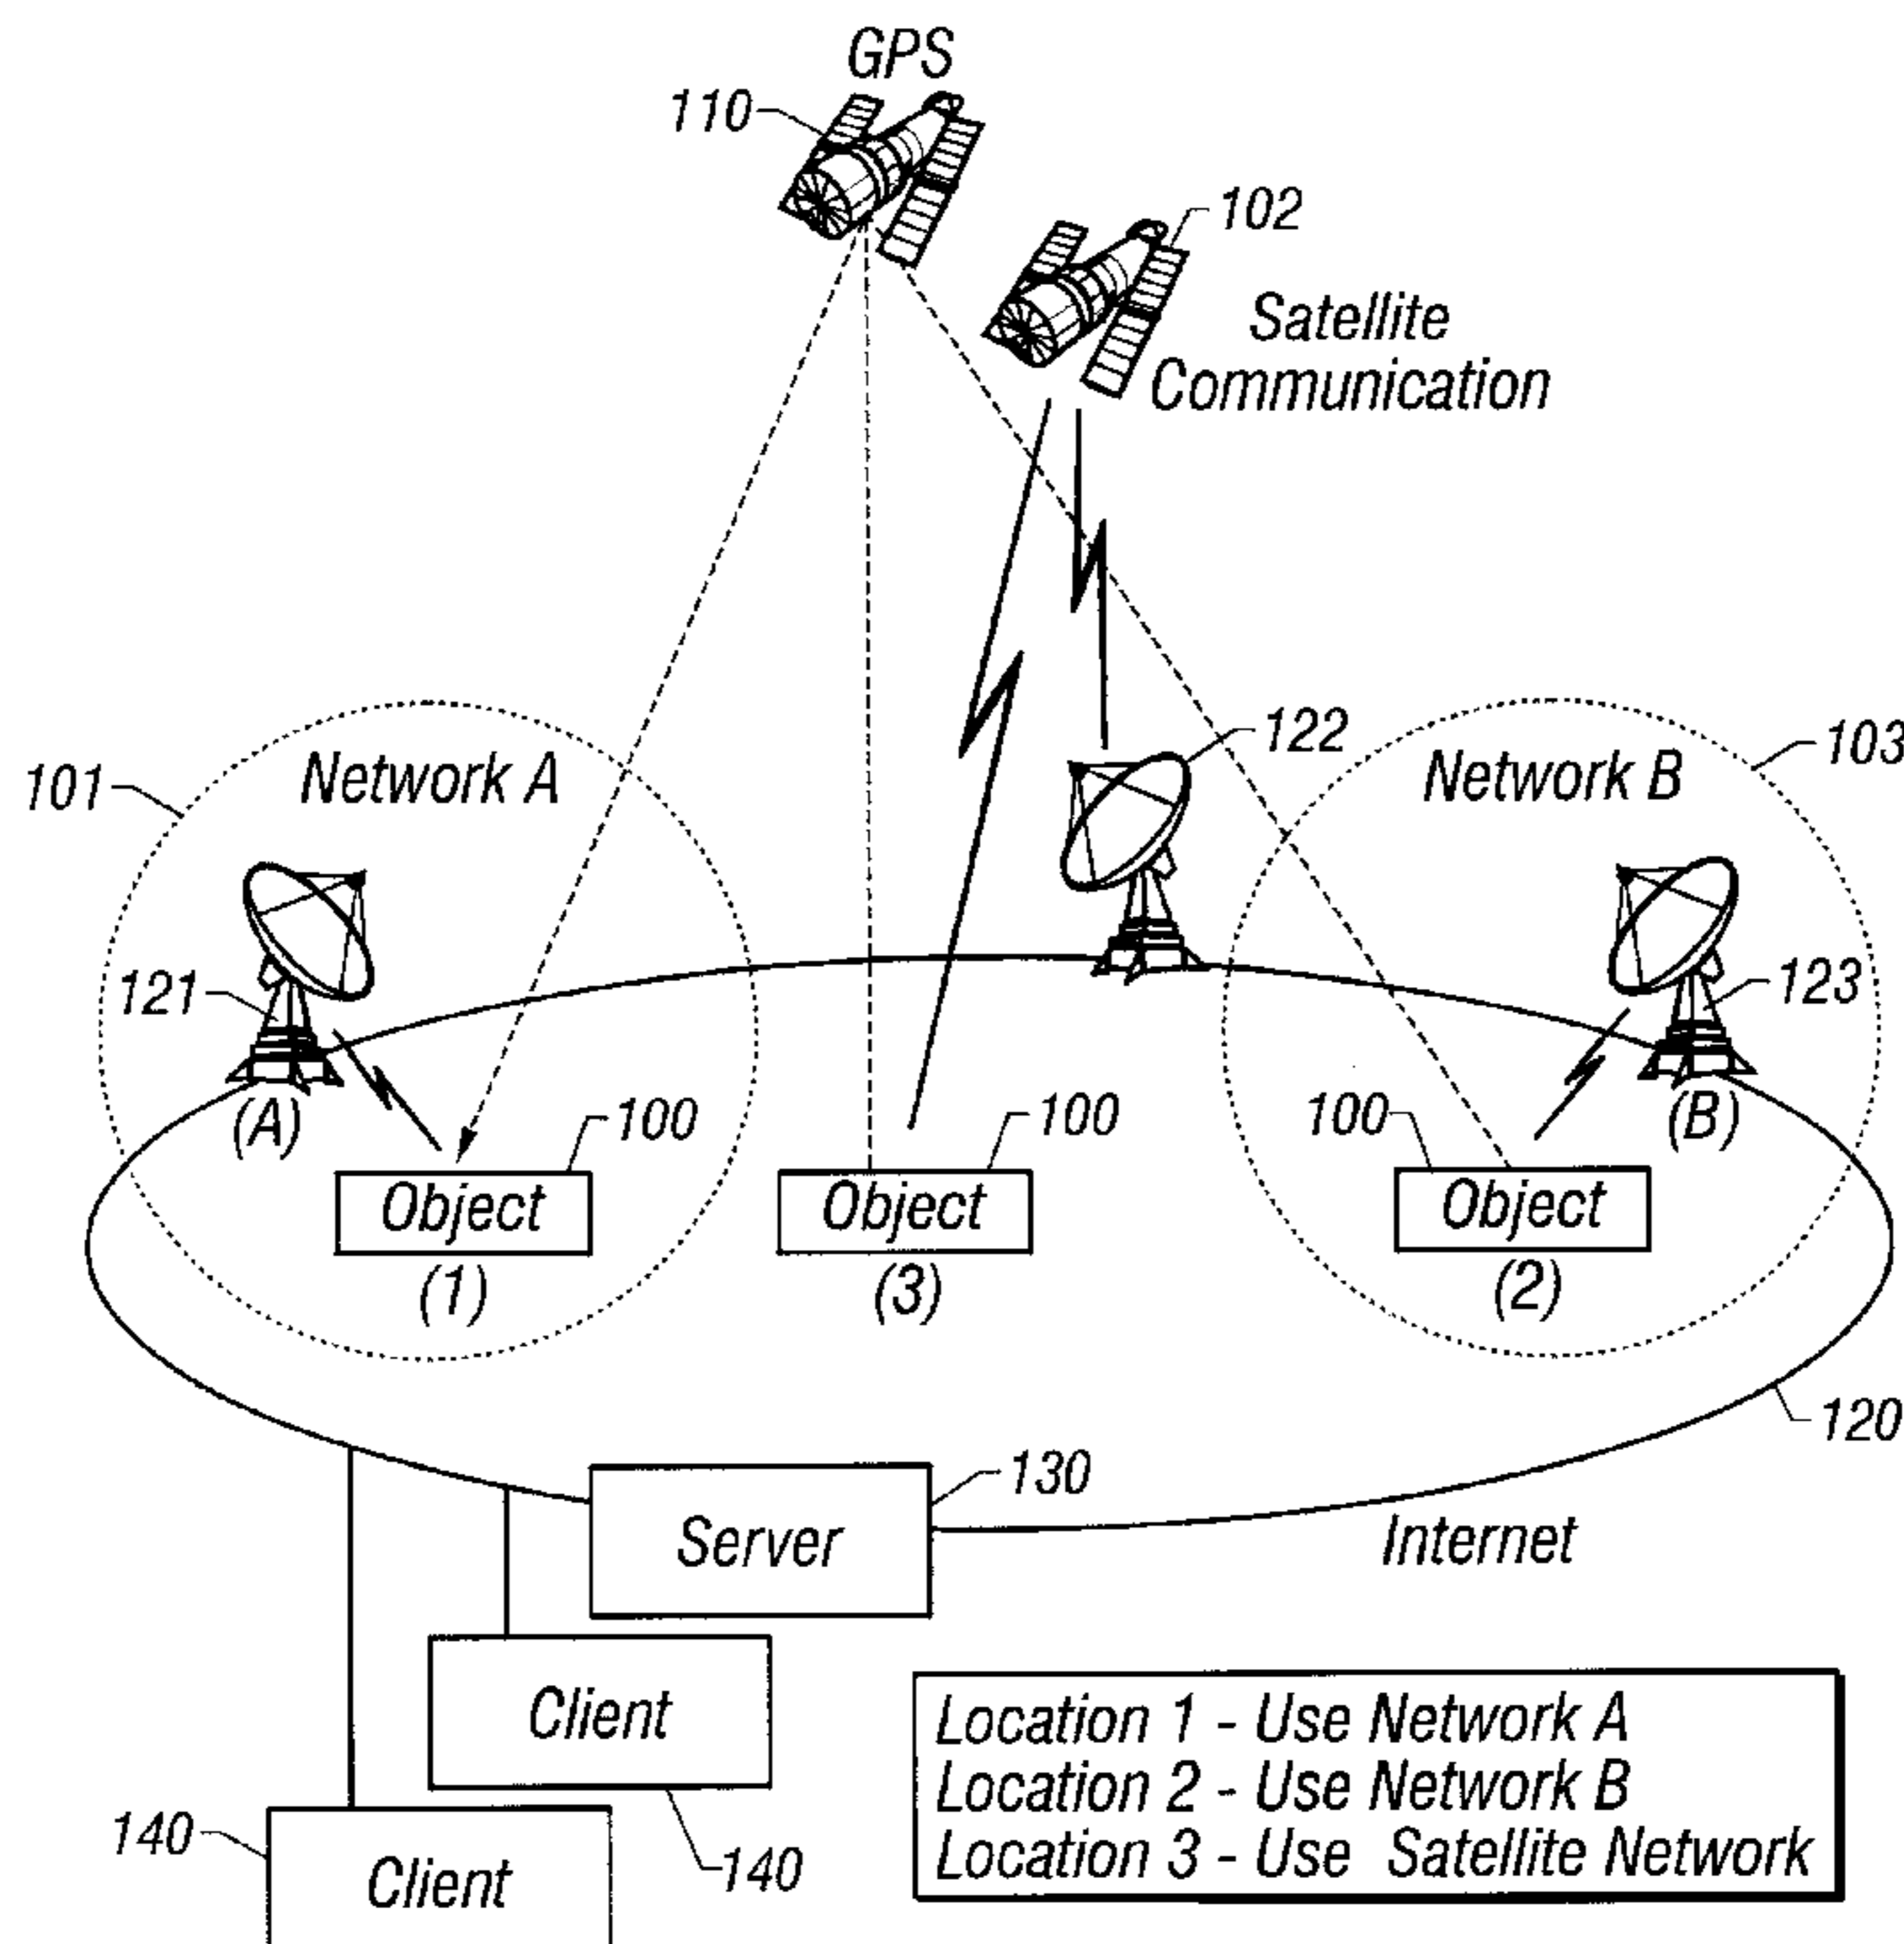 GPS
110
102
Satellite
Communication
122
103
101
Network A
Network B
121
123
(A)
(B)
100
100
100
Object
Object
Object
(1)
(3)
(2)
120
130
Server
Internet
Client
140
140
Client
Location 1 - Use Network A
Location 2 - Use Network B
Location 3 - Use Satellite Network